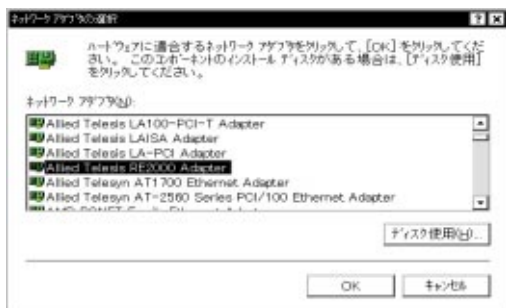 ネットワーク アダプタの選択
ハードウェアに適合するネットワーク アダプタをクリックして、[OK] をクリックしてくだ
さい。 このコンポーネントのインストール ディスクがある場合は、[ディスク使用]
をクリックしてください。
ネットワーク アダプタ(N):
Allied Telesis LA100-PCI-T Adapter
Allied Telesis LAISA Adapter
Allied Telesis LA-PCI Adapter
Allied Telesis RE2000 Adapter
Allied Telesyn AT1700 Ethernet Adapter
Allied Telesyn AT-2560 Series PCI/100 Ethernet Adapter
ディスク使用(H)...
OK
キャンセル